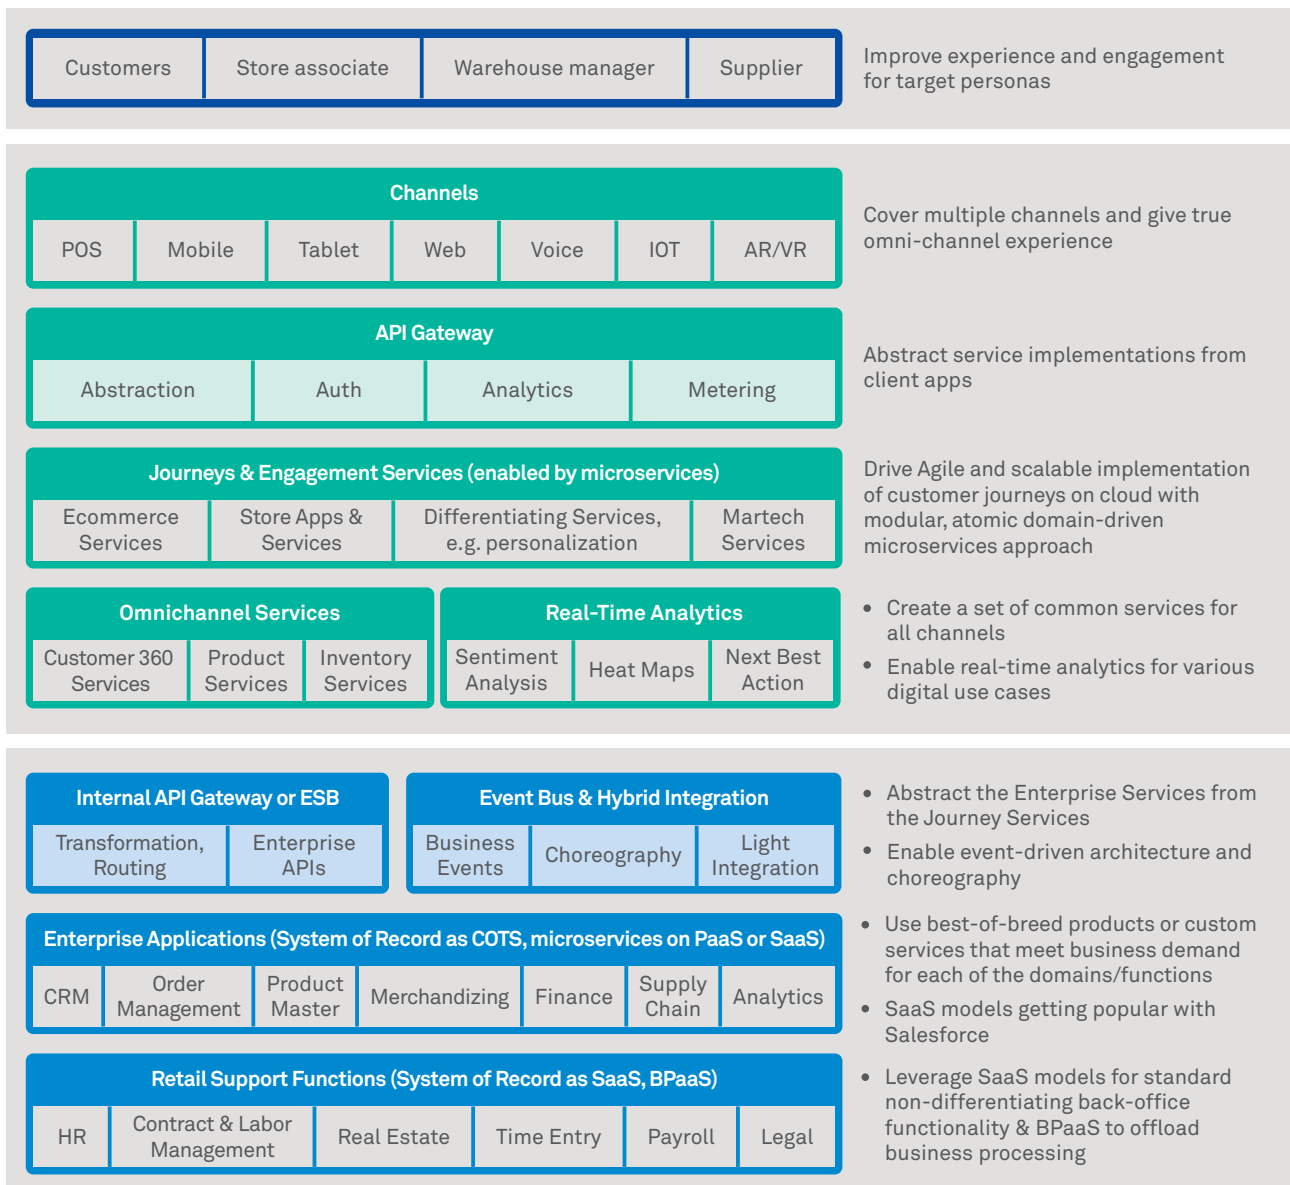 Customers
Store associate
Warehouse manager
Supplier
Improve experience and engagement
for target personas
Channels
POS
Mobile
Tablet
Web
Voice
IOT
AR/VR
Cover multiple channels and give true
omni-channel experience
API Gateway
Abstraction
Auth
Analytics
Metering
Abstract service implementations from
client apps
Journeys & Engagement Services (enabled by microservices)
Ecommerce
Services
Store Apps &
Services
Differentiating Services,
e.g. personalization
Martech
Services
Drive Agile and scalable implementation
of customer journeys on cloud with
modular, atomic domain-driven
microservices approach
Omnichannel Services
Customer 360
Services
Product
Services
Inventory
Services
Real-Time Analytics
Sentiment
Analysis
Heat Maps
Next Best
Action
• Create a set of common services for
all channels
• Enable real-time analytics for various
digital use cases
Internal API Gateway or ESB
Transformation,
Routing
Enterprise
APIs
Event Bus & Hybrid Integration
Business
Events
Choreography
Light
Integration
• Abstract the Enterprise Services from
the Journey Services
• Enable event-driven architecture and
choreography
Enterprise Applications (System of Record as COTS, microservices on PaaS or SaaS)
CRM
Order
Management
Product
Master
Merchandizing
Finance
Supply
Chain
Analytics
• Use best-of-breed products or custom
services that meet business demand
for each of the domains/functions
• SaaS models getting popular with
Salesforce
Retail Support Functions (System of Record as SaaS, BPaaS)
HR
Contract & Labor
Management
Real Estate
Time Entry
Payroll
Legal
• Leverage SaaS models for standard
non-differentiating back-office
functionality & BPaaS to offload
business processing